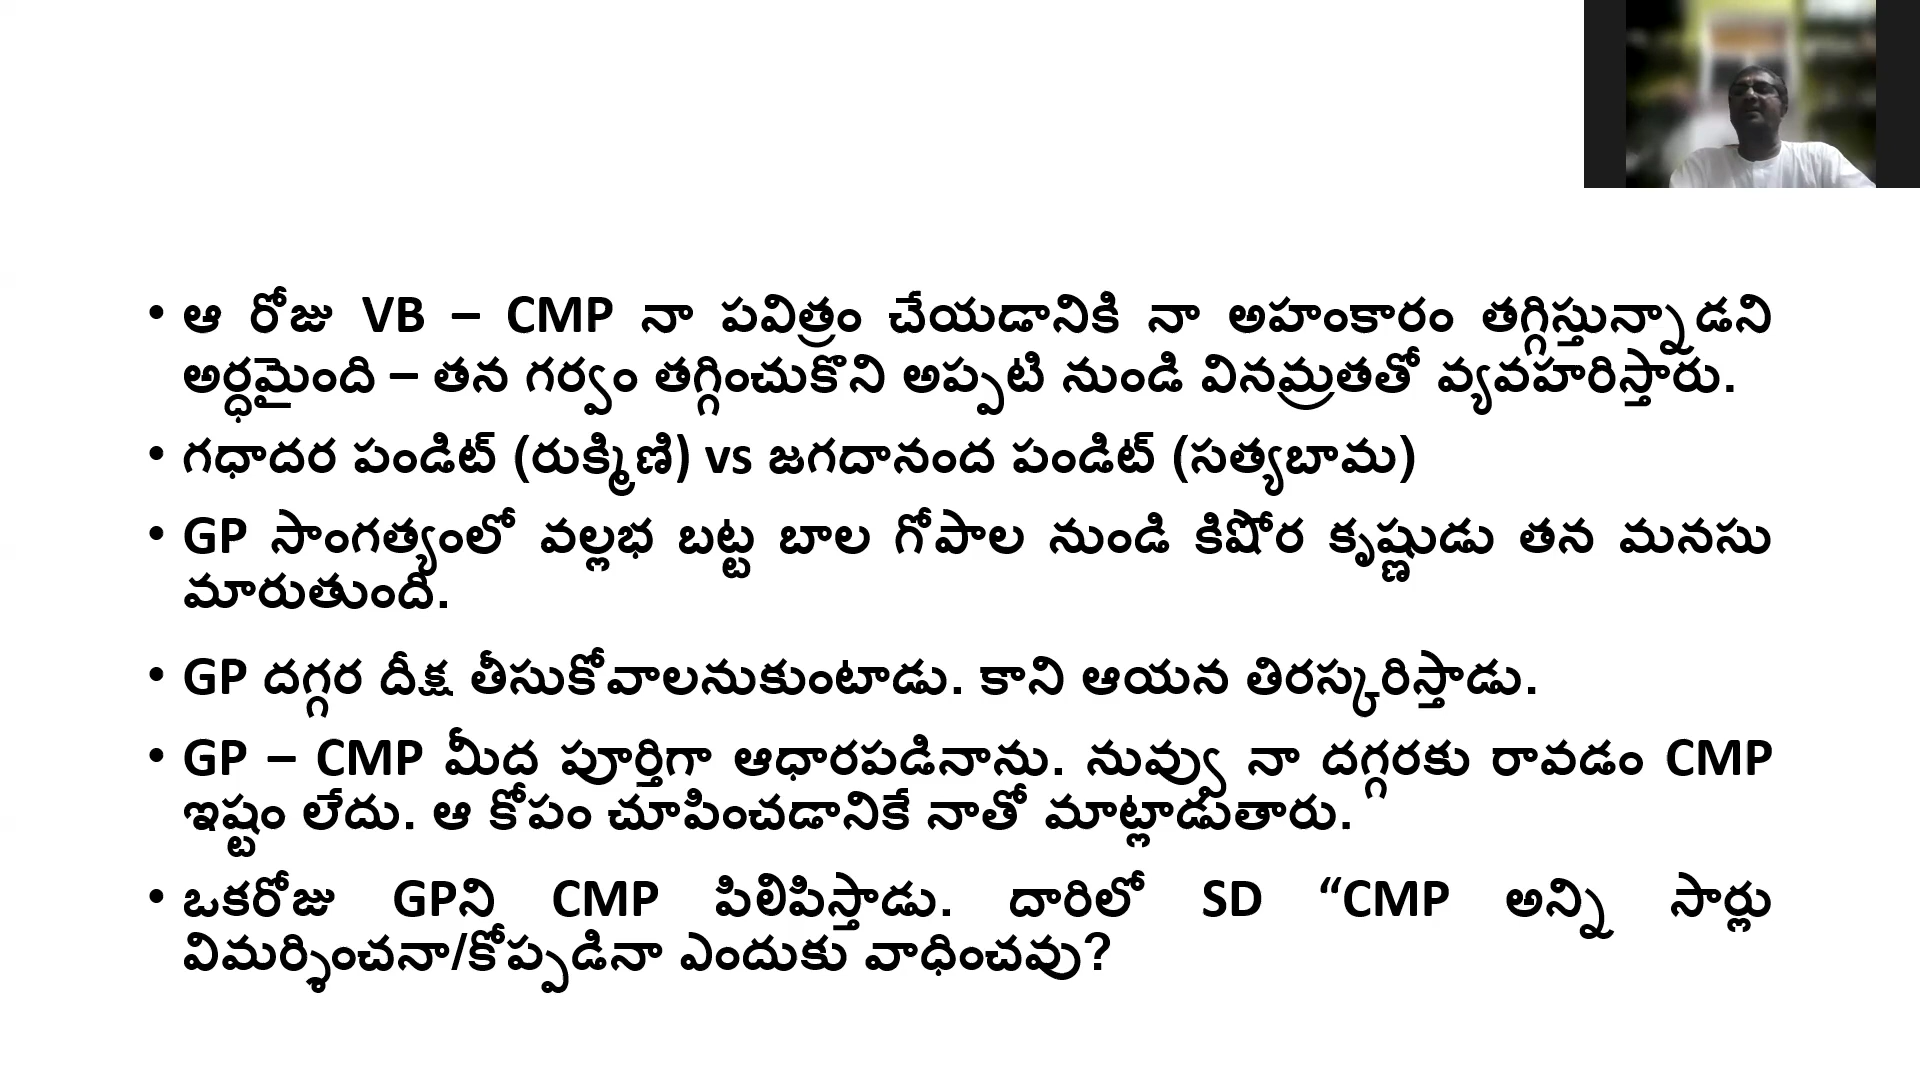 • ఆ రోజు VB – CMP నా పవిత్రం చేయడానికి నా అహంకారం తగ్గిస్తున్నాడని
అర్ధమైంది – తన గర్వం తగ్గించుకొని అప్పటి నుండి వినమ్రతతో వ్యవహరిస్తారు.
• గధాదర పండిట్ (రుక్మిణి) vs జగదానంద పండిట్ (సత్యబామ)
• GP సాంగత్యంలో వల్లభ బట్ట బాల గోపాల నుండి కిషోర కృష్ణుడు తన మనసు
మారుతుంది.
• GP దగ్గర దీక్ష తీసుకోవాలనుకుంటాడు. కాని ఆయన తిరస్కరిస్తాడు.
• GP – CMP మీద పూర్తిగా ఆధారపడినాను. నువ్వు నా దగ్గరకు రావడం CMP
ఇష్టం లేదు. ఆ కోపం చూపించడానికే నాతో మాట్లాడుతారు.
• ఒకరోజు GPని CMP పిలిపిస్తాడు. దారిలో SD “CMP అన్ని సార్లు
విమర్శించనా/కోప్పడినా ఎందుకు వాధించవు?